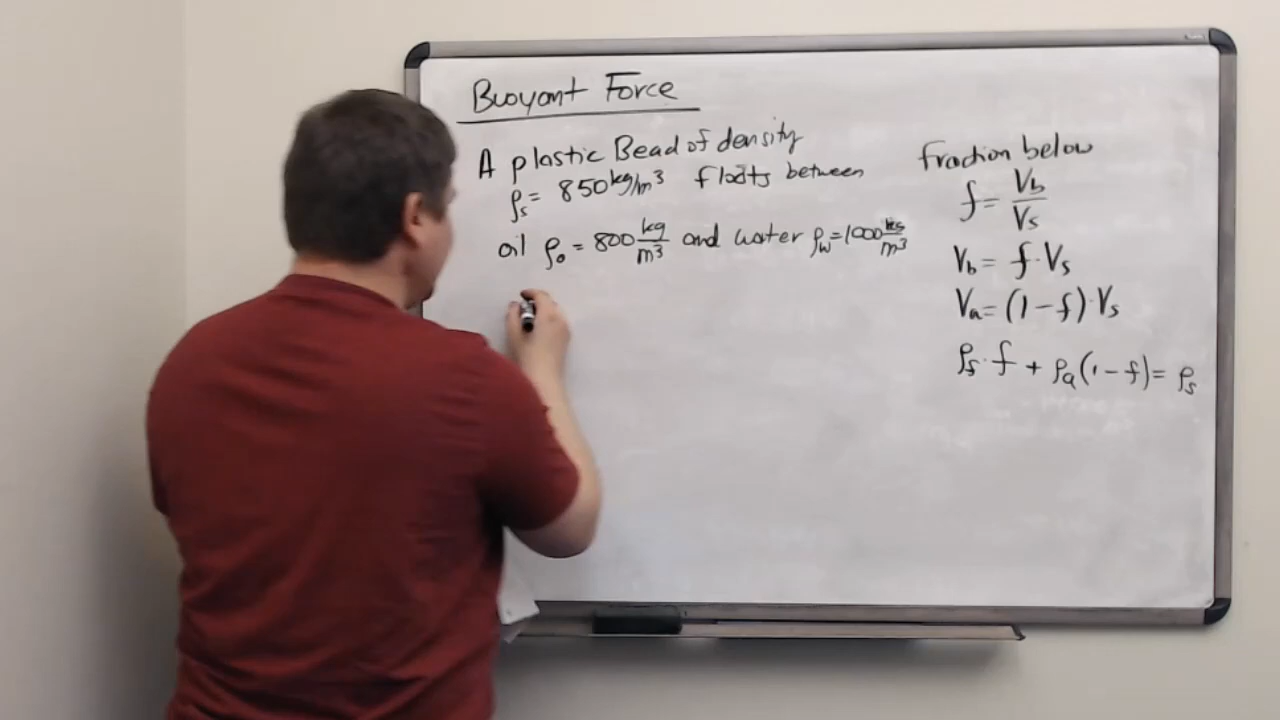 Buoyant Force
A plastic Bead of density
ρs = 850 kg/m³ floats between
oil ρo = 800 kg/m³ and water ρw = 1000 kg/m³
fraction below
f = Vb/Vs
Vb = f · Vs
Va = (1 - f) · Vs
ρf · f + ρa(1 - f) = ρs